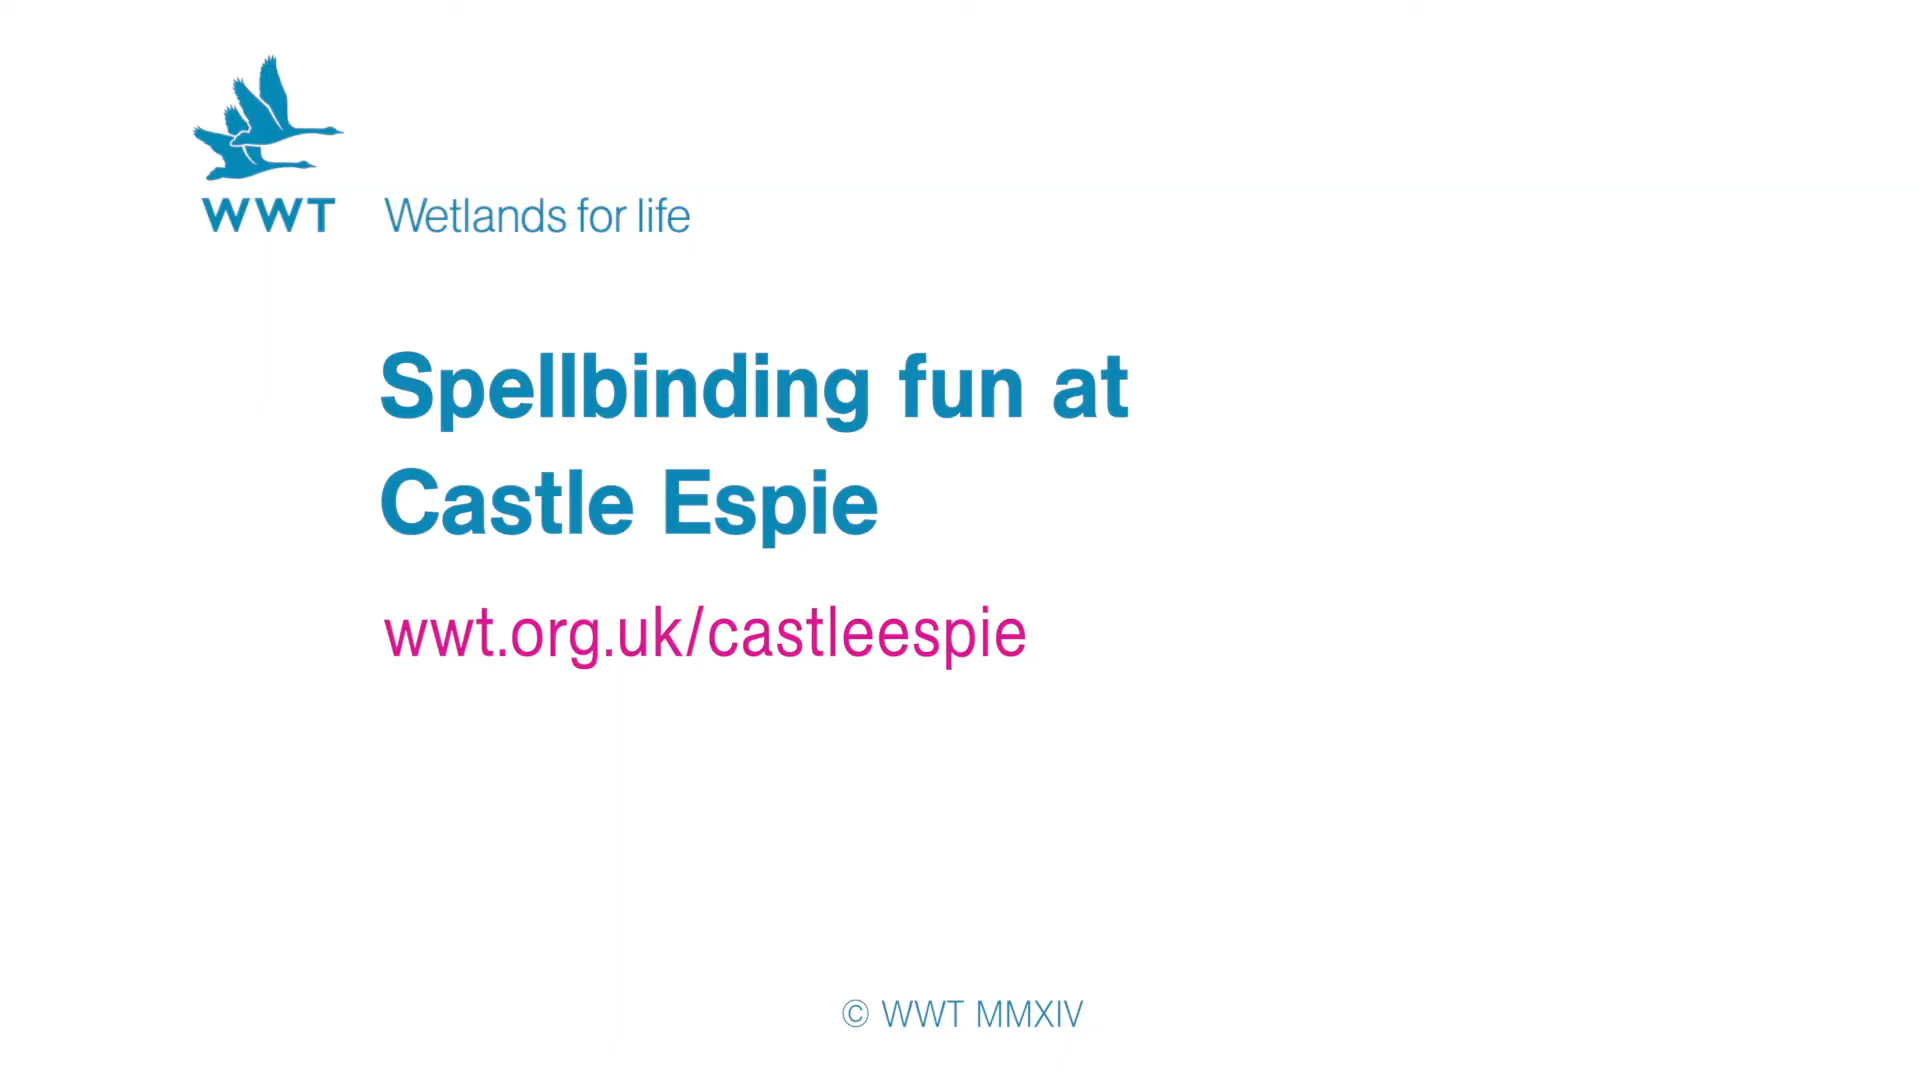 WWT Wetlands for life
Spellbinding fun at
Castle Espie
wwt.org.uk/castleespie
© WWT MMXIV